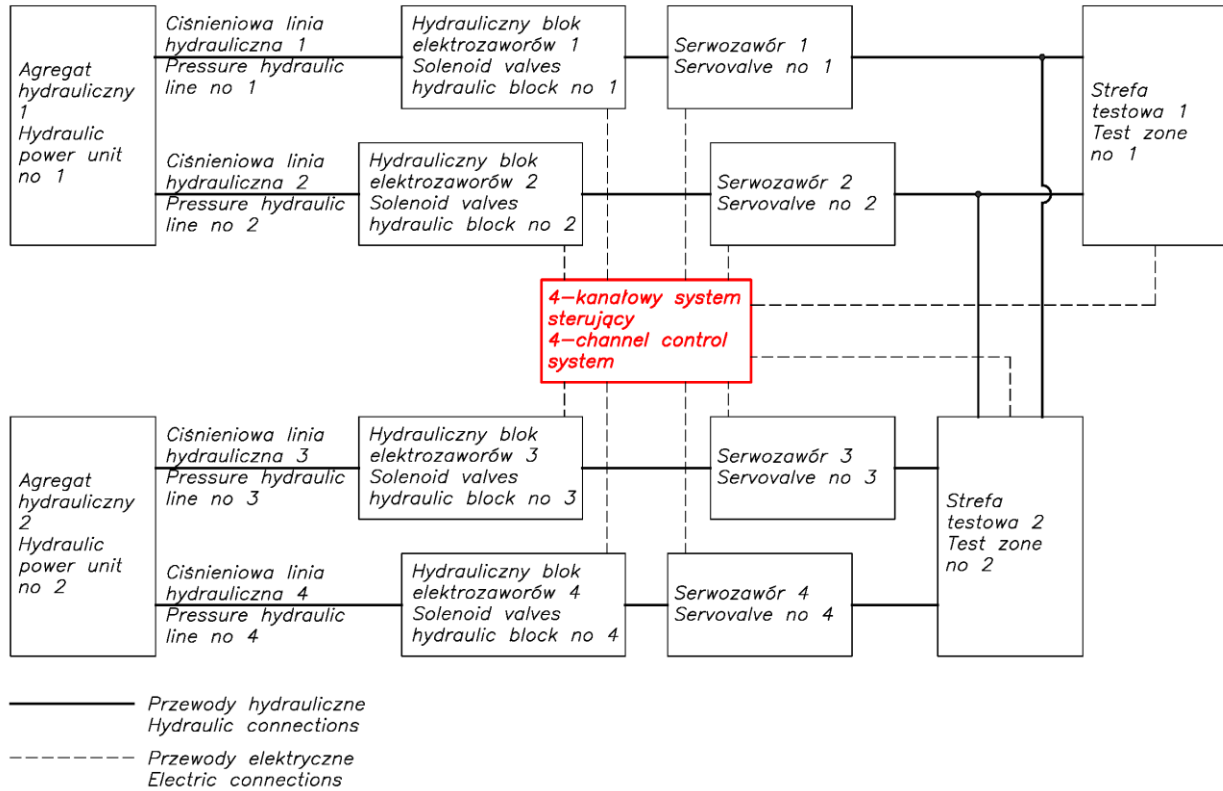 Agregat
hydrauliczny
1
Hydraulic
power unit
no 1
Ciśnieniowa linia
hydrauliczna 1
Pressure hydraulic
line no 1
Hydrauliczny blok
elektrozaworów 1
Solenoid valves
hydraulic block no 1
Serwozawór 1
Servovalve no 1
Strefa
testowa 1
Test zone
no 1
Ciśnieniowa linia
hydrauliczna 2
Pressure hydraulic
line no 2
Hydrauliczny blok
elektrozaworów 2
Solenoid valves
hydraulic block no 2
Serwozawór 2
Servovalve no 2
4-kanałowy system
sterujący
4-channel control
system
Agregat
hydrauliczny
2
Hydraulic
power unit
no 2
Ciśnieniowa linia
hydrauliczna 3
Pressure hydraulic
line no 3
Hydrauliczny blok
elektrozaworów 3
Solenoid valves
hydraulic block no 3
Serwozawór 3
Servovalve no 3
Strefa
testowa 2
Test zone
no 2
Ciśnieniowa linia
hydrauliczna 4
Pressure hydraulic
line no 4
Hydrauliczny blok
elektrozaworów 4
Solenoid valves
hydraulic block no 4
Serwozawór 4
Servovalve no 4
Przewody hydrauliczne
Hydraulic connections
Przewody elektryczne
Electric connections